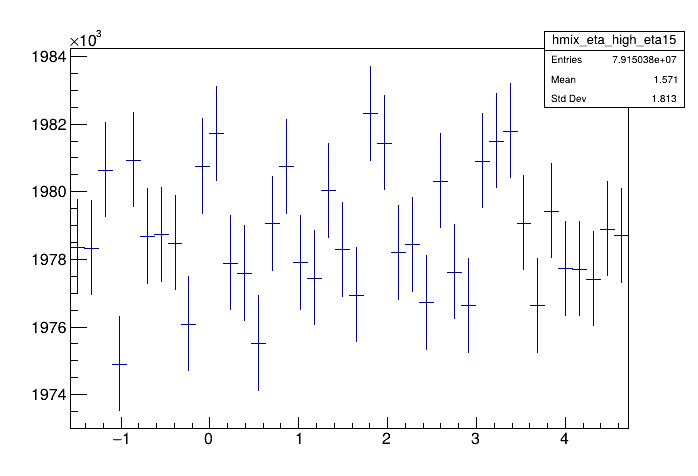 ×10³
hmix_eta_high_eta15
Entries 7.915038e+07
Mean 1.571
Std Dev 1.813
1984
1982
1980
1978
1976
1974
−1 0 1 2 3 4